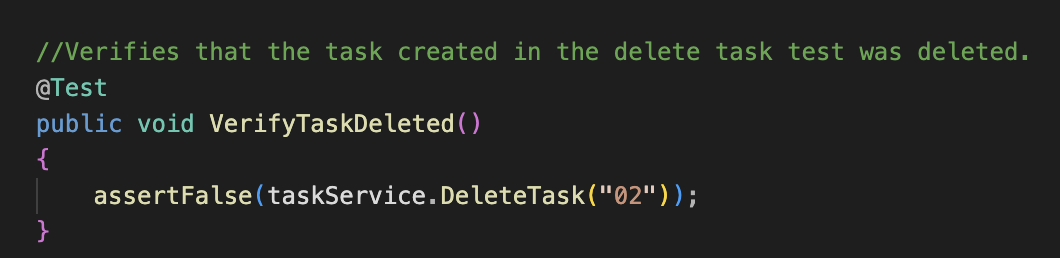 //Verifies that the task created in the delete task test was deleted.
@Test
public void VerifyTaskDeleted()
{
    assertFalse(taskService.DeleteTask("02"));
}